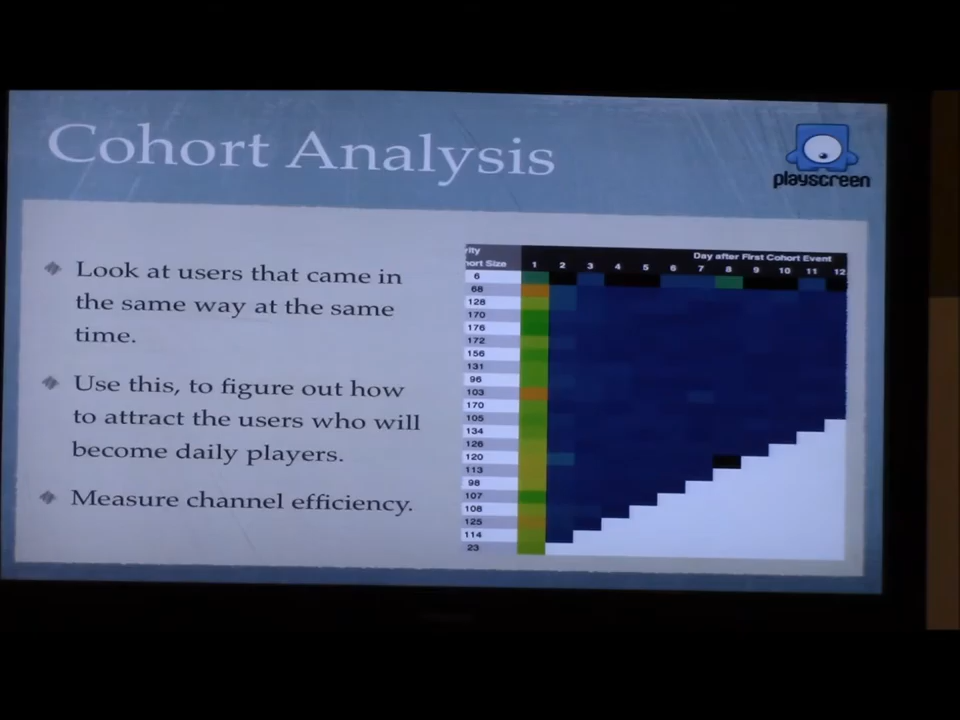 Cohort Analysis
playscreen
Look at users that came in
the same way at the same
time.
Use this, to figure out how
to attract the users who will
become daily players.
Measure channel efficiency.
Day after First Cohort Event
Size 1 2 3 4 5 6 7 8 9 10 11 12
6
68
128
170
176
172
156
131
96
103
170
105
134
126
120
113
98
107
108
125
114
23